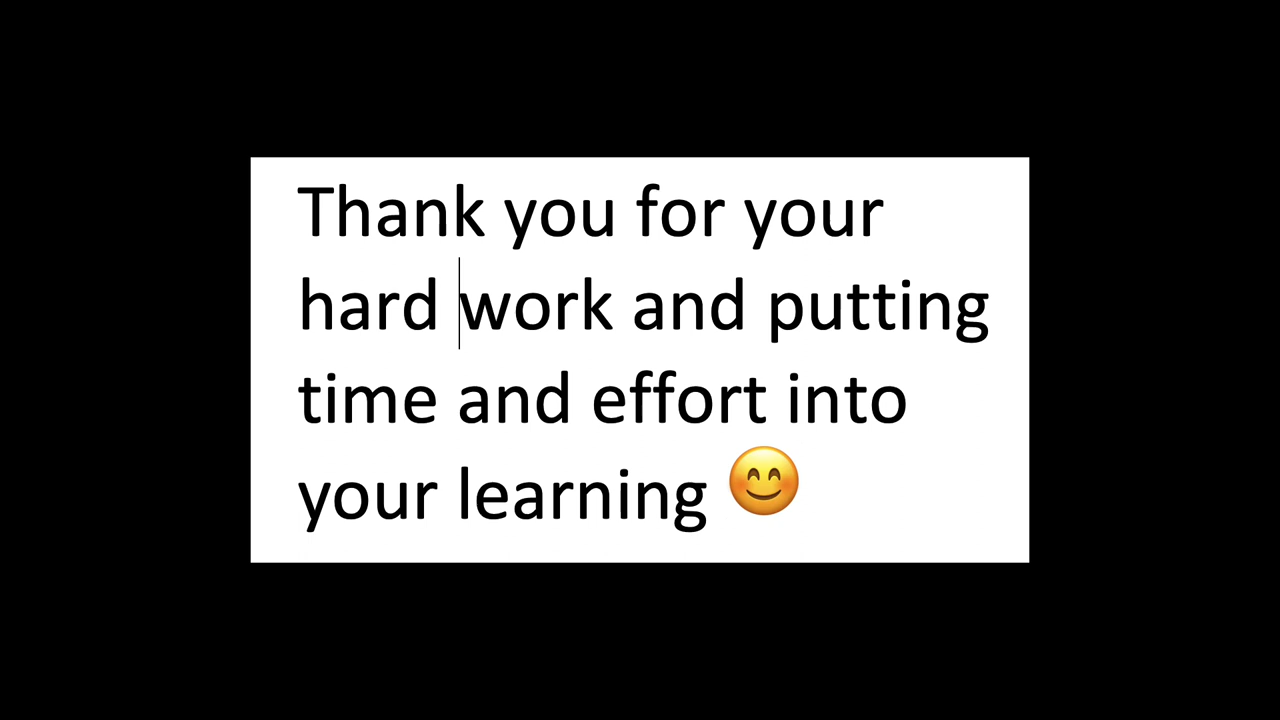 Thank you for your
hard work and putting
time and effort into
your learning 😊